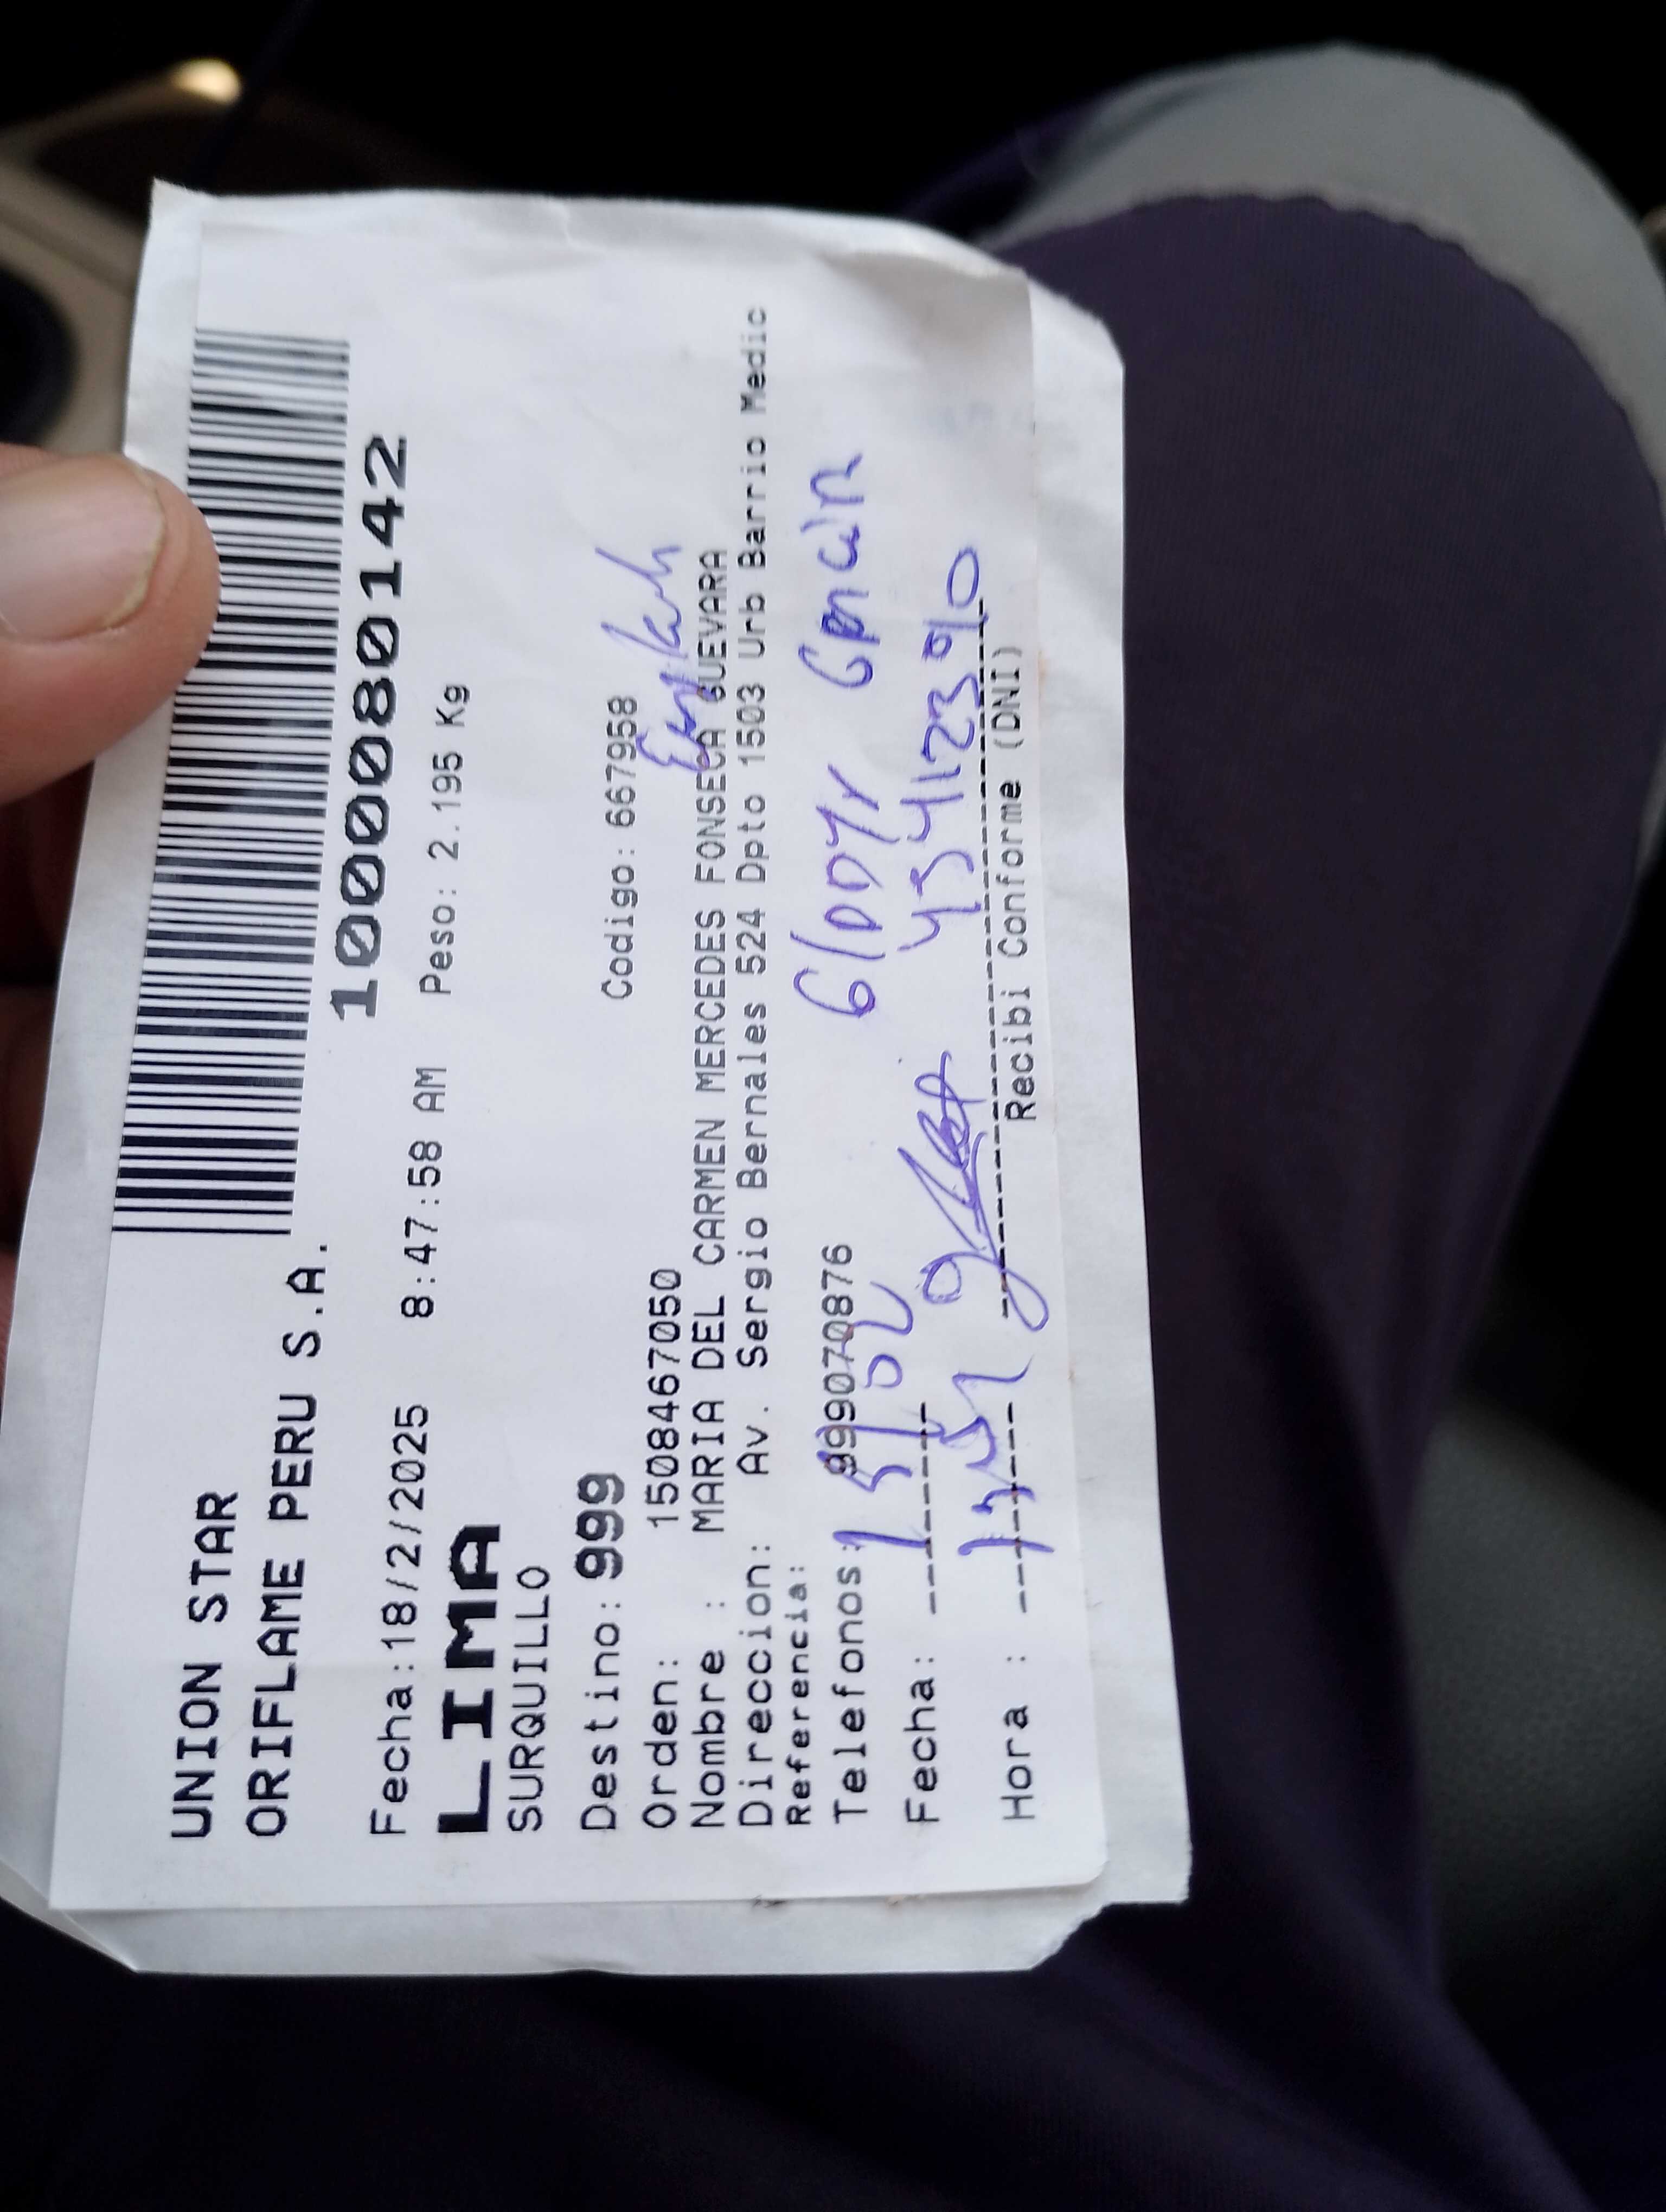 UNION STAR
ORIFLAME PERU S.A.
1000080142
Fecha:18/2/2025 8:47:58 AM Peso: 2.195 Kg
LIMA
SURQUILLO
Destino: 999 Codigo: 667958
Orden: 1508467050
Nombre : MARIA DEL CARMEN MERCEDES FONSECA GUEVARA
Direccion: Av. Sergio Bernales 524 Dpto 1503 Urb Barrio Medic
Referencia:
Telefonos: 999070876
Fecha:
Hora :
Recibi Conforme (DNI)